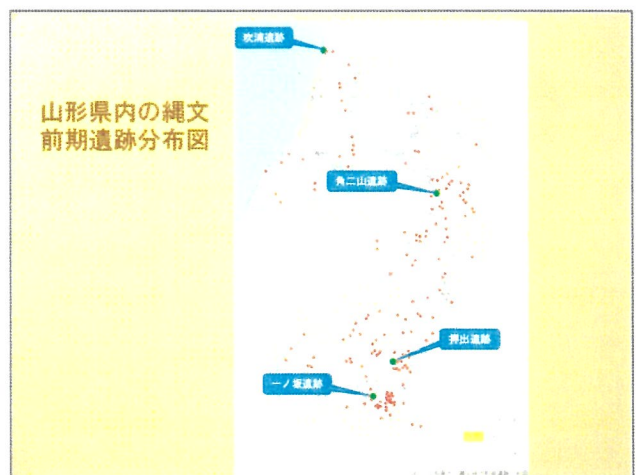 山形県内の縄文
前期遺跡分布図
吹浦遺跡
角二山遺跡
押出遺跡
一ノ坂遺跡